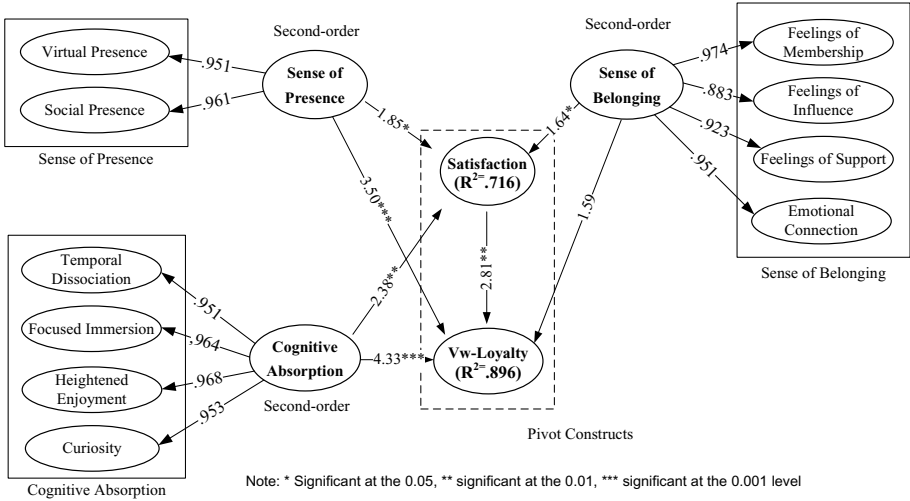 Second-order
Virtual Presence
.951
Sense of
Presence
Social Presence
.961
Sense of Presence
Second-order
Sense of
Belonging
.974
Feelings of
Membership
.883
Feelings of
Influence
.923
Feelings of Support
.951
Emotional
Connection
Sense of Belonging
1.85*
1.64*
Satisfaction
(R²⁼.716)
3.50***
1.59
2.38**
2.81**
Temporal
Dissociation
.951
Focused Immersion
.964
Cognitive
Absorption
4.33***
Vw-Loyalty
(R²⁼.896)
Heightened
Enjoyment
.968
Second-order
Curiosity
.953
Cognitive Absorption
Pivot Constructs
Note: * Significant at the 0.05, ** significant at the 0.01, *** significant at the 0.001 level